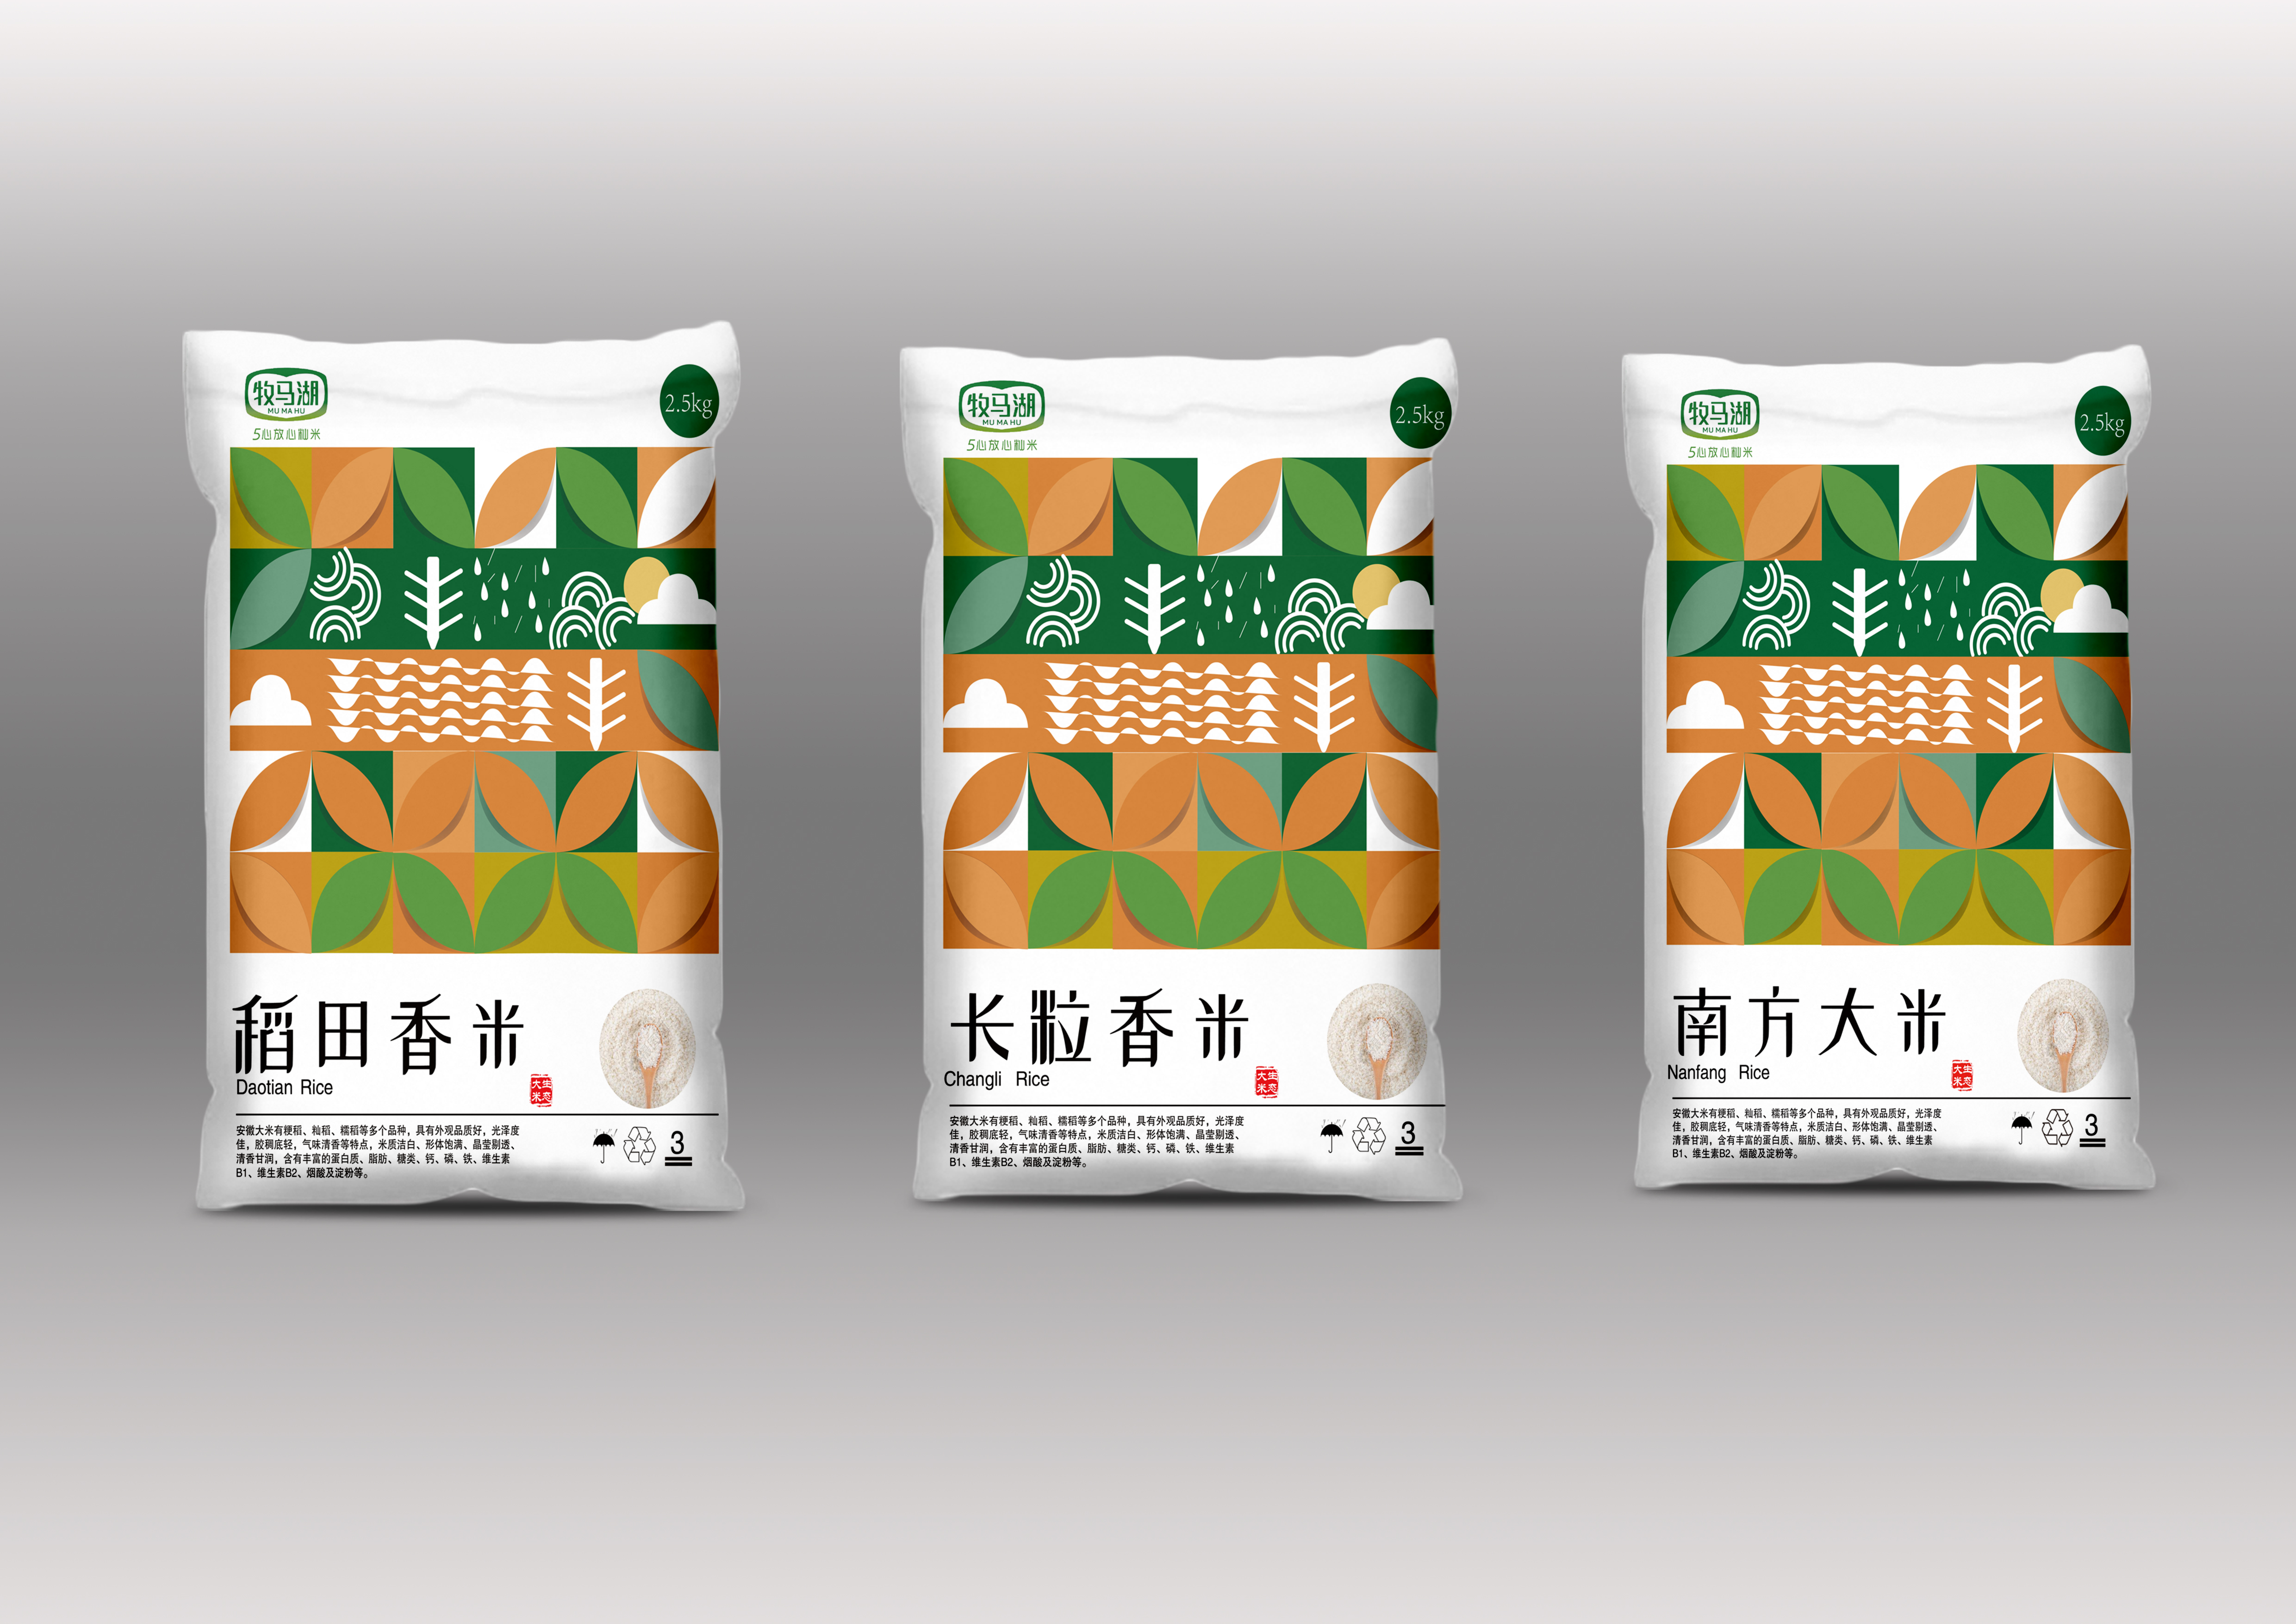 牧马湖
MU MA HU
5心放心籼米
2.5kg
稻田香米
Daotian Rice
生态
大米
安徽大米有粳稻、籼稻、糯稻等多个品种，具有外观品质好，光泽度
佳，胶稠底轻，气味清香等特点，米质洁白、形体饱满、晶莹剔透、
清香甘润，含有丰富的蛋白质、脂肪、糖类、钙、磷、铁、维生素
B1、维生素B2、烟酸及淀粉等。
3
牧马湖
MU MA HU
5心放心籼米
2.5kg
长粒香米
Changli Rice
生态
大米
安徽大米有粳稻、籼稻、糯稻等多个品种，具有外观品质好，光泽度
佳，胶稠底轻，气味清香等特点，米质洁白、形体饱满、晶莹剔透、
清香甘润，含有丰富的蛋白质、脂肪、糖类、钙、磷、铁、维生素
B1、维生素B2、烟酸及淀粉等。
3
牧马湖
MU MA HU
5心放心籼米
2.5kg
南方大米
Nanfang Rice
生态
大米
安徽大米有粳稻、籼稻、糯稻等多个品种，具有外观品质好，光泽度
佳，胶稠底轻，气味清香等特点，米质洁白、形体饱满、晶莹剔透、
清香甘润，含有丰富的蛋白质、脂肪、糖类、钙、磷、铁、维生素
B1、维生素B2、烟酸及淀粉等。
3